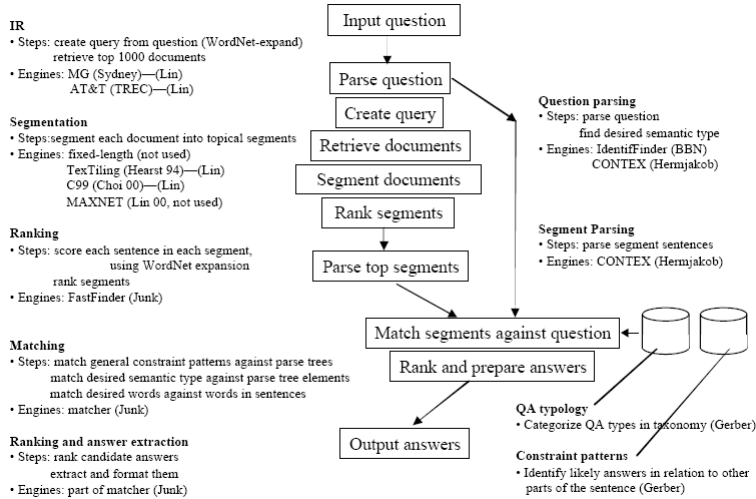 IR
• Steps: create query from question (WordNet-expand)
retrieve top 1000 documents
• Engines: MG (Sydney)—(Lin)
AT&T (TREC)—(Lin)
Segmentation
• Steps:segment each document into topical segments
• Engines: fixed-length (not used)
TexTiling (Hearst 94)—(Lin)
C99 (Choi 00)—(Lin)
MAXNET (Lin 00, not used)
Ranking
• Steps: score each sentence in each segment,
using WordNet expansion
rank segments
• Engines: FastFinder (Junk)
Matching
• Steps: match general constraint patterns against parse trees
match desired semantic type against parse tree elements
match desired words against words in sentences
• Engines: matcher (Junk)
Ranking and answer extraction
• Steps: rank candidate answers
extract and format them
• Engines: part of matcher (Junk)
Input question
Parse question
Create query
Retrieve documents
Segment documents
Rank segments
Parse top segments
Match segments against question
Rank and prepare answers
Output answers
Question parsing
• Steps: parse question
find desired semantic type
• Engines: IdentifFinder (BBN)
CONTEX (Hermjakob)
Segment Parsing
• Steps: parse segment sentences
• Engines: CONTEX (Hermjakob)
QA typology
• Categorize QA types in taxonomy (Gerber)
Constraint patterns
• Identify likely answers in relation to other
parts of the sentence (Gerber)